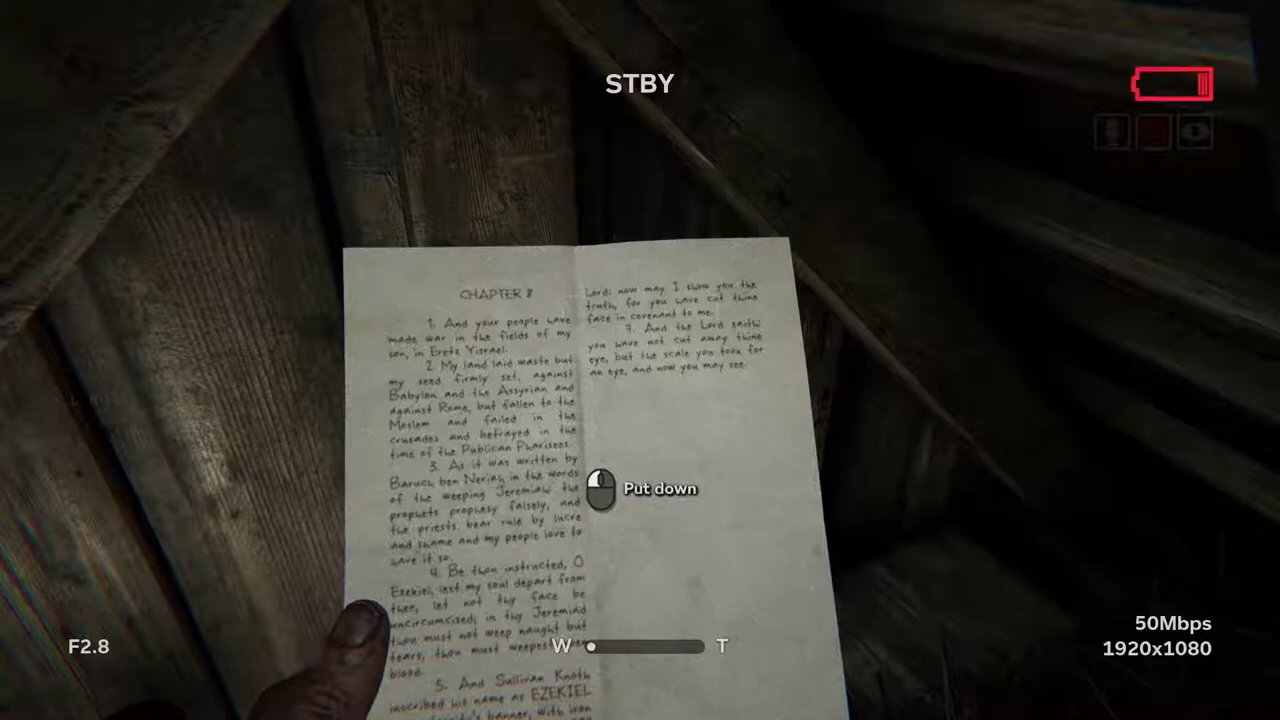 STBY
CHAPTER 8
1. And your people have
made war in the fields of my
son, in Eretz Yisrael.
2. My land laid waste but
my seed firmly set, against
Babylon and the Assyrian and
against Rome, but fallen to the
Moslem and failed in the
crusades and betrayed in the
time of the Publican Pharisees.
3. As it was written by
Baruch ben Neriah in the words
of the weeping Jeremiah: the
prophets prophesy falsely, and
the priests bear rule by lucre
and shame and my people love to
have it so.
4. Be thou instructed, O
Ezekiel, lest my soul depart from
thee, let not thy face be
uncircumcised; in thy Jeremiad
thou must not weep naught but
tears, thou must weepest
blood.
5. And Sullivan Knoth
inscribed his name as EZEKIEL
banner, with iron
Lord: now may I show you the
truth, for you have cut thine
face in covenant to me.
7. And the Lord saith
you have not cut away thine
eye, but the scale you took for
an eye, and now you may see.
Put down
F2.8
W T
50Mbps
1920x1080